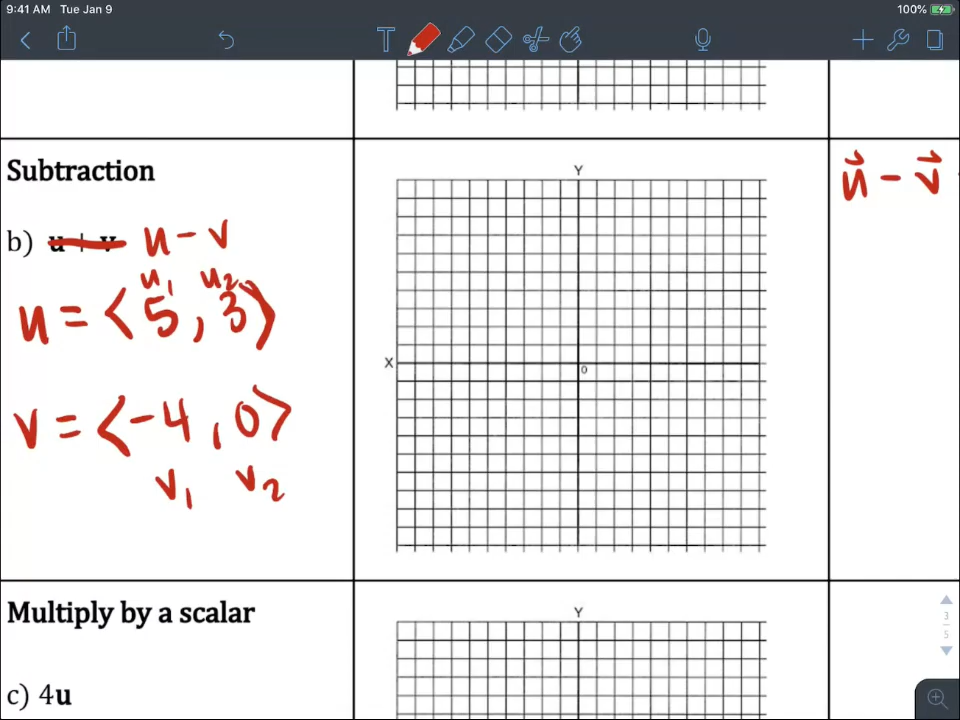 9:41 AM Tue Jan 9
100%
T
Subtraction
b) u + v u - v
u₁ u₂
u = ⟨5, 3⟩
v = ⟨-4, 0⟩
v₁ v₂
Y
X
0
u⃗ - v⃗
Multiply by a scalar
c) 4u
Y
3
5